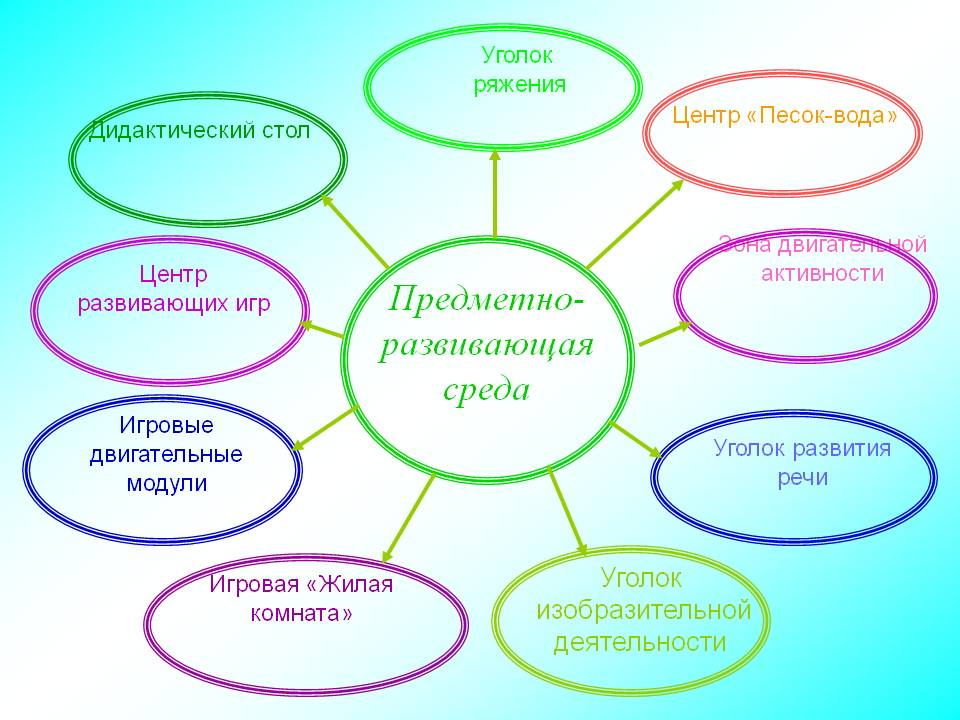 Уголок
ряжения
Центр «Песок-вода»
Дидактический стол
Зона двигательной
активности
Центр
развивающих игр
Предметно-
развивающая
среда
Игровые
двигательные
модули
Уголок развития
речи
Игровая «Жилая
комната»
Уголок
изобразительной
деятельности